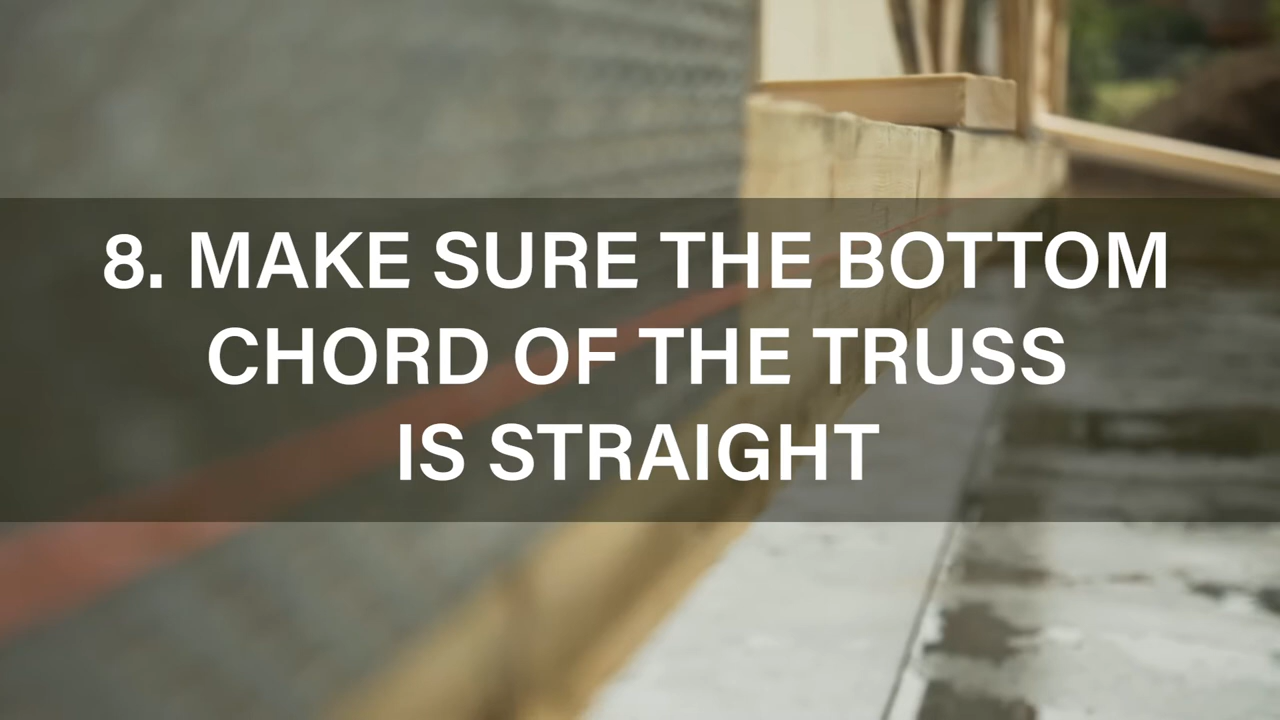 8. MAKE SURE THE BOTTOM
CHORD OF THE TRUSS
IS STRAIGHT